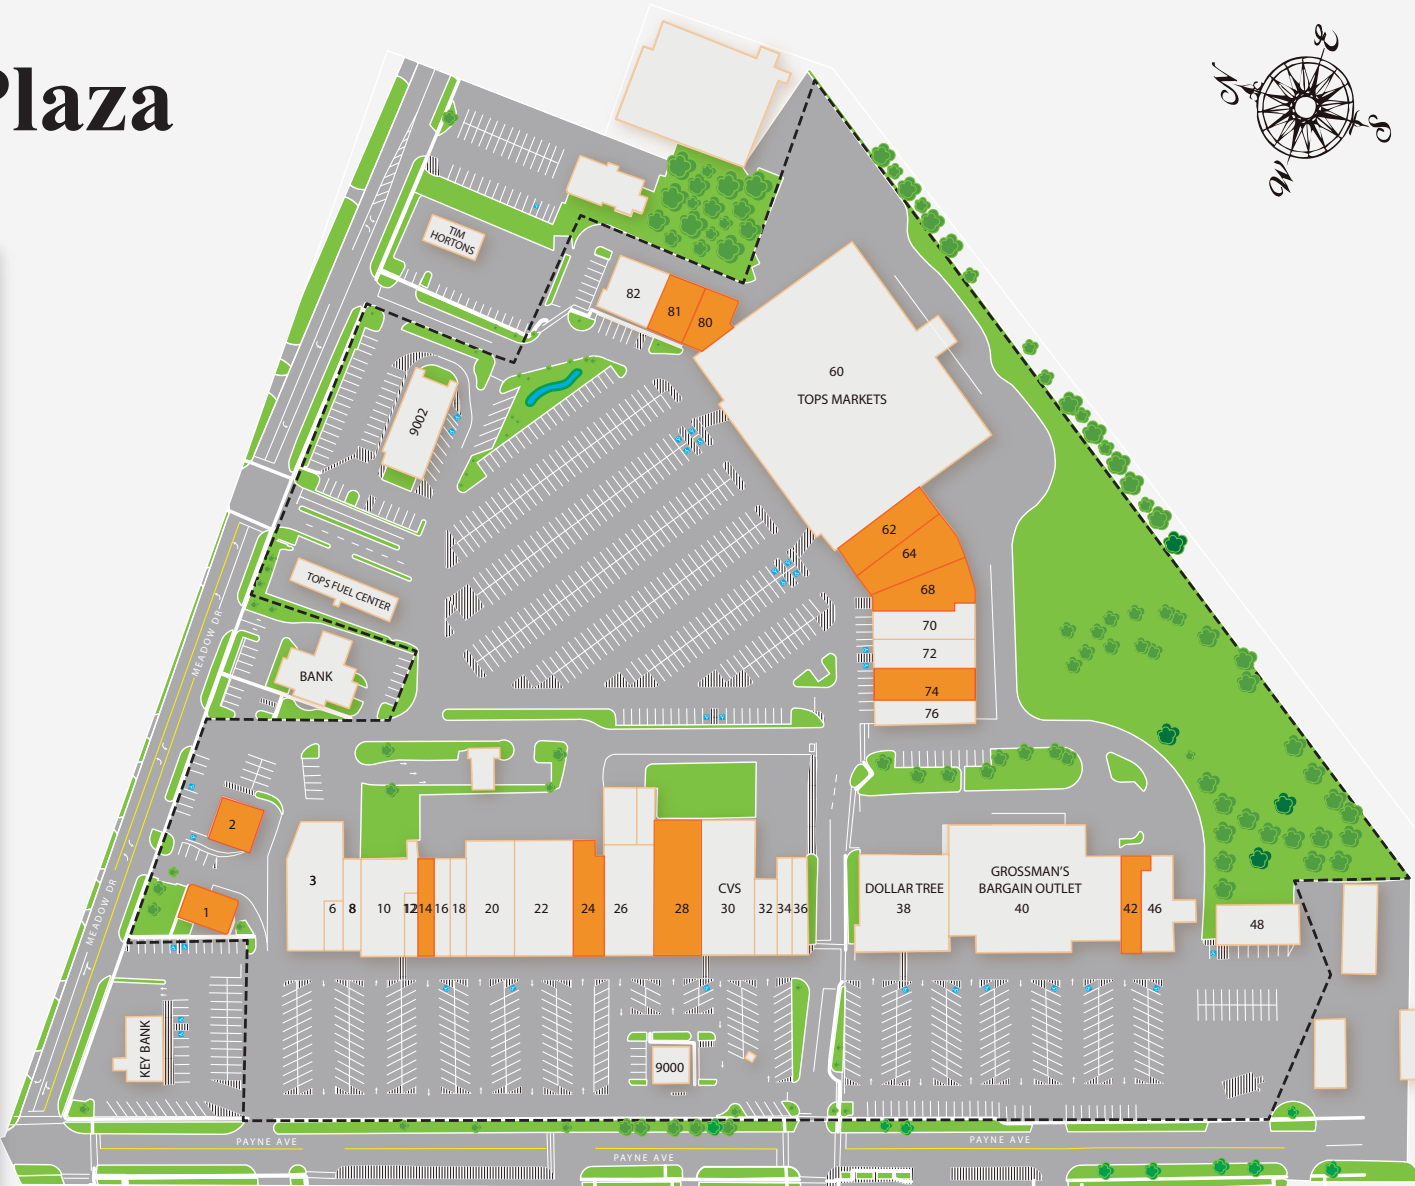 Plaza
E
N
S
W
TIM
HORTONS
82
81
80
60
TOPS MARKETS
9002
62
64
68
70
72
74
76
TOPS FUEL CENTER
BANK
MEADOW DR
2
1
MEADOW DR
3
6
8
10
12
14
16
18
20
22
24
26
28
CVS
30
32
34
36
DOLLAR TREE
38
GROSSMAN'S
BARGAIN OUTLET
40
42
46
48
KEY BANK
9000
PAYNE AVE
PAYNE AVE
PAYNE AVE